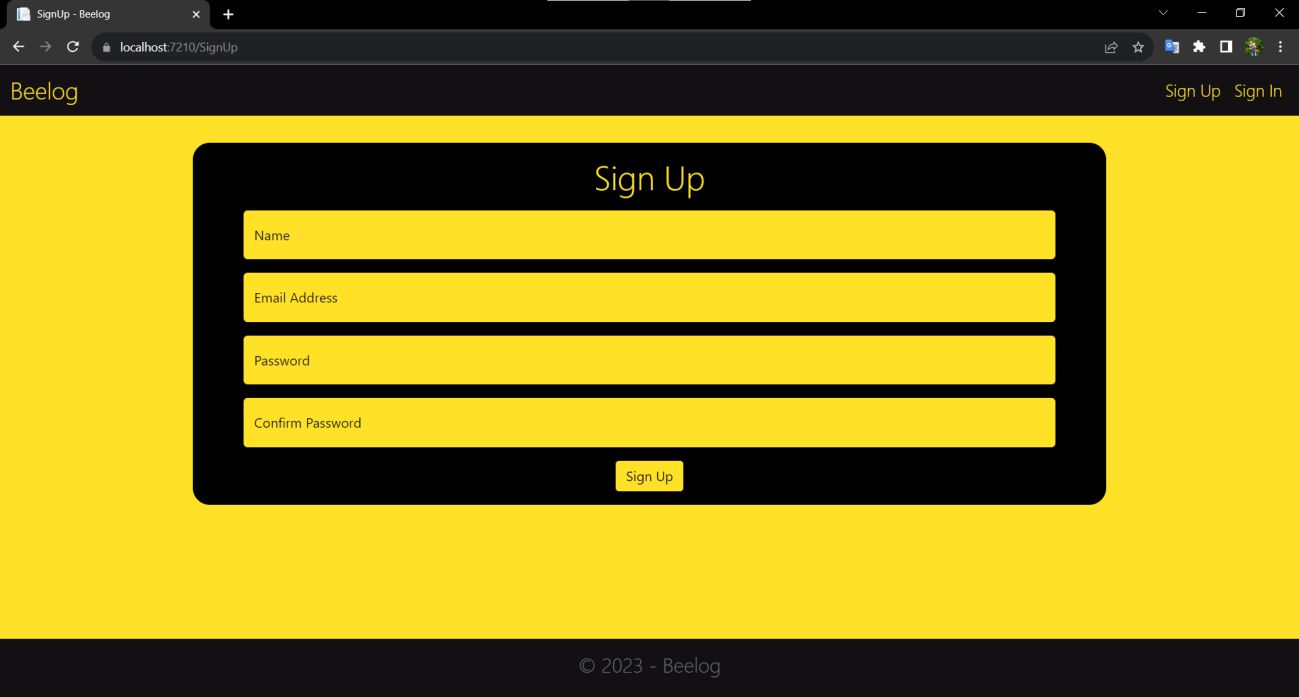 SignUp - Beelog
localhost:7210/SignUp
Beelog
Sign Up Sign In
Sign Up
Name
Email Address
Password
Confirm Password
Sign Up
© 2023 - Beelog